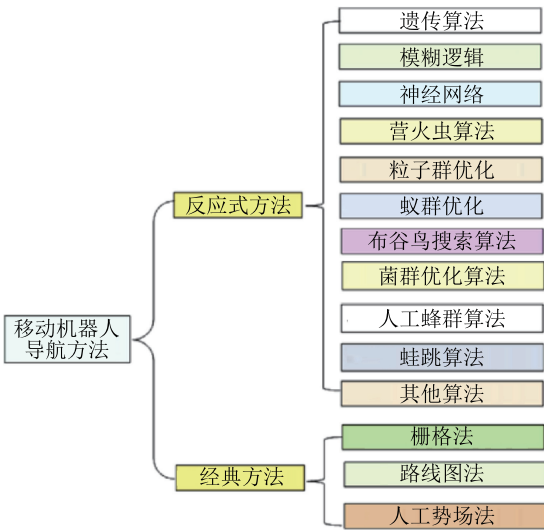 遗传算法
模糊逻辑
神经网络
营火虫算法
粒子群优化
反应式方法
蚁群优化
布谷鸟搜索算法
菌群优化算法
人工蜂群算法
移动机器人
导航方法
蛙跳算法
其他算法
栅格法
经典方法
路线图法
人工势场法